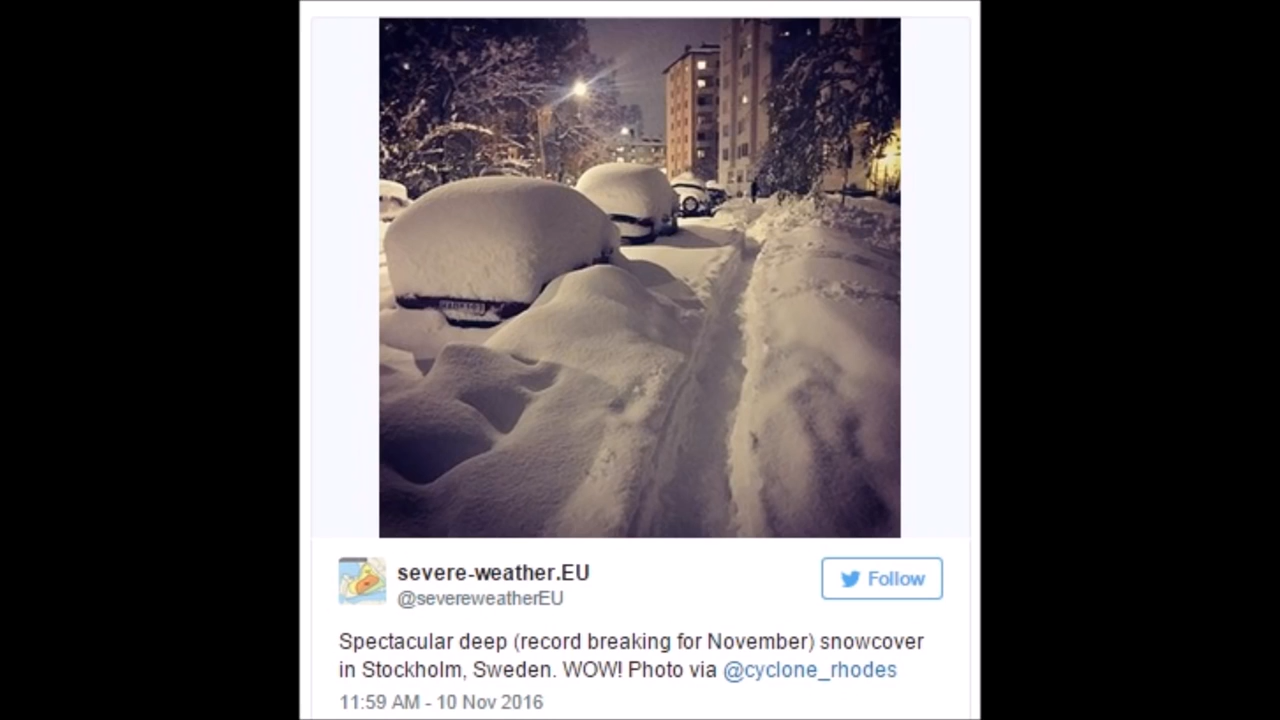 severe-weather.EU
@severeweatherEU
Follow
Spectacular deep (record breaking for November) snowcover
in Stockholm, Sweden. WOW! Photo via @cyclone_rhodes
11:59 AM - 10 Nov 2016